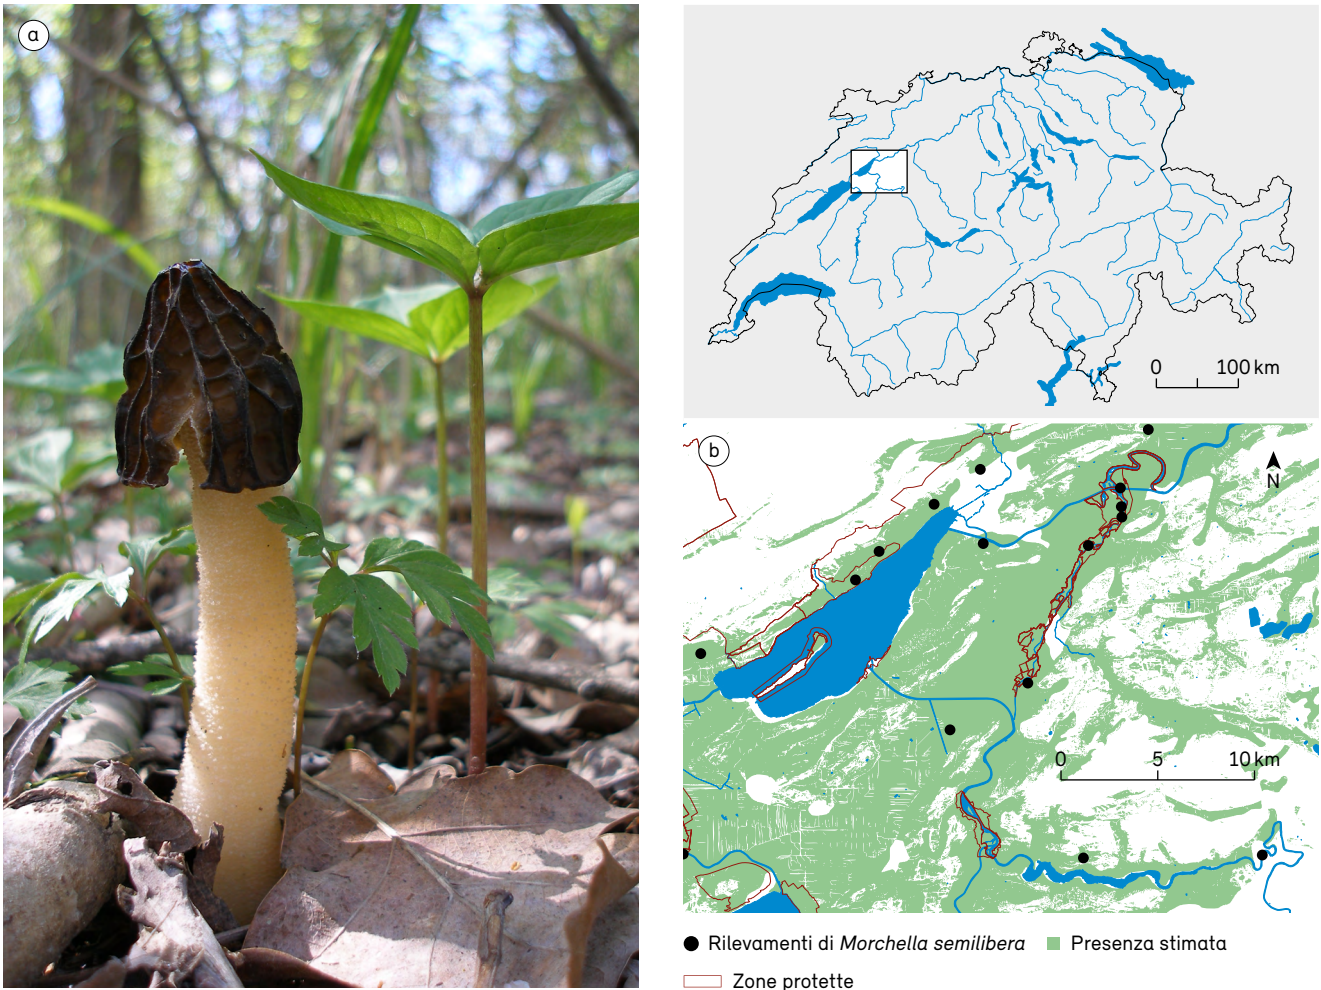 a
0 100 km
b
N
0 5 10 km
Rilevamenti di Morchella semilibera
Presenza stimata
Zone protette